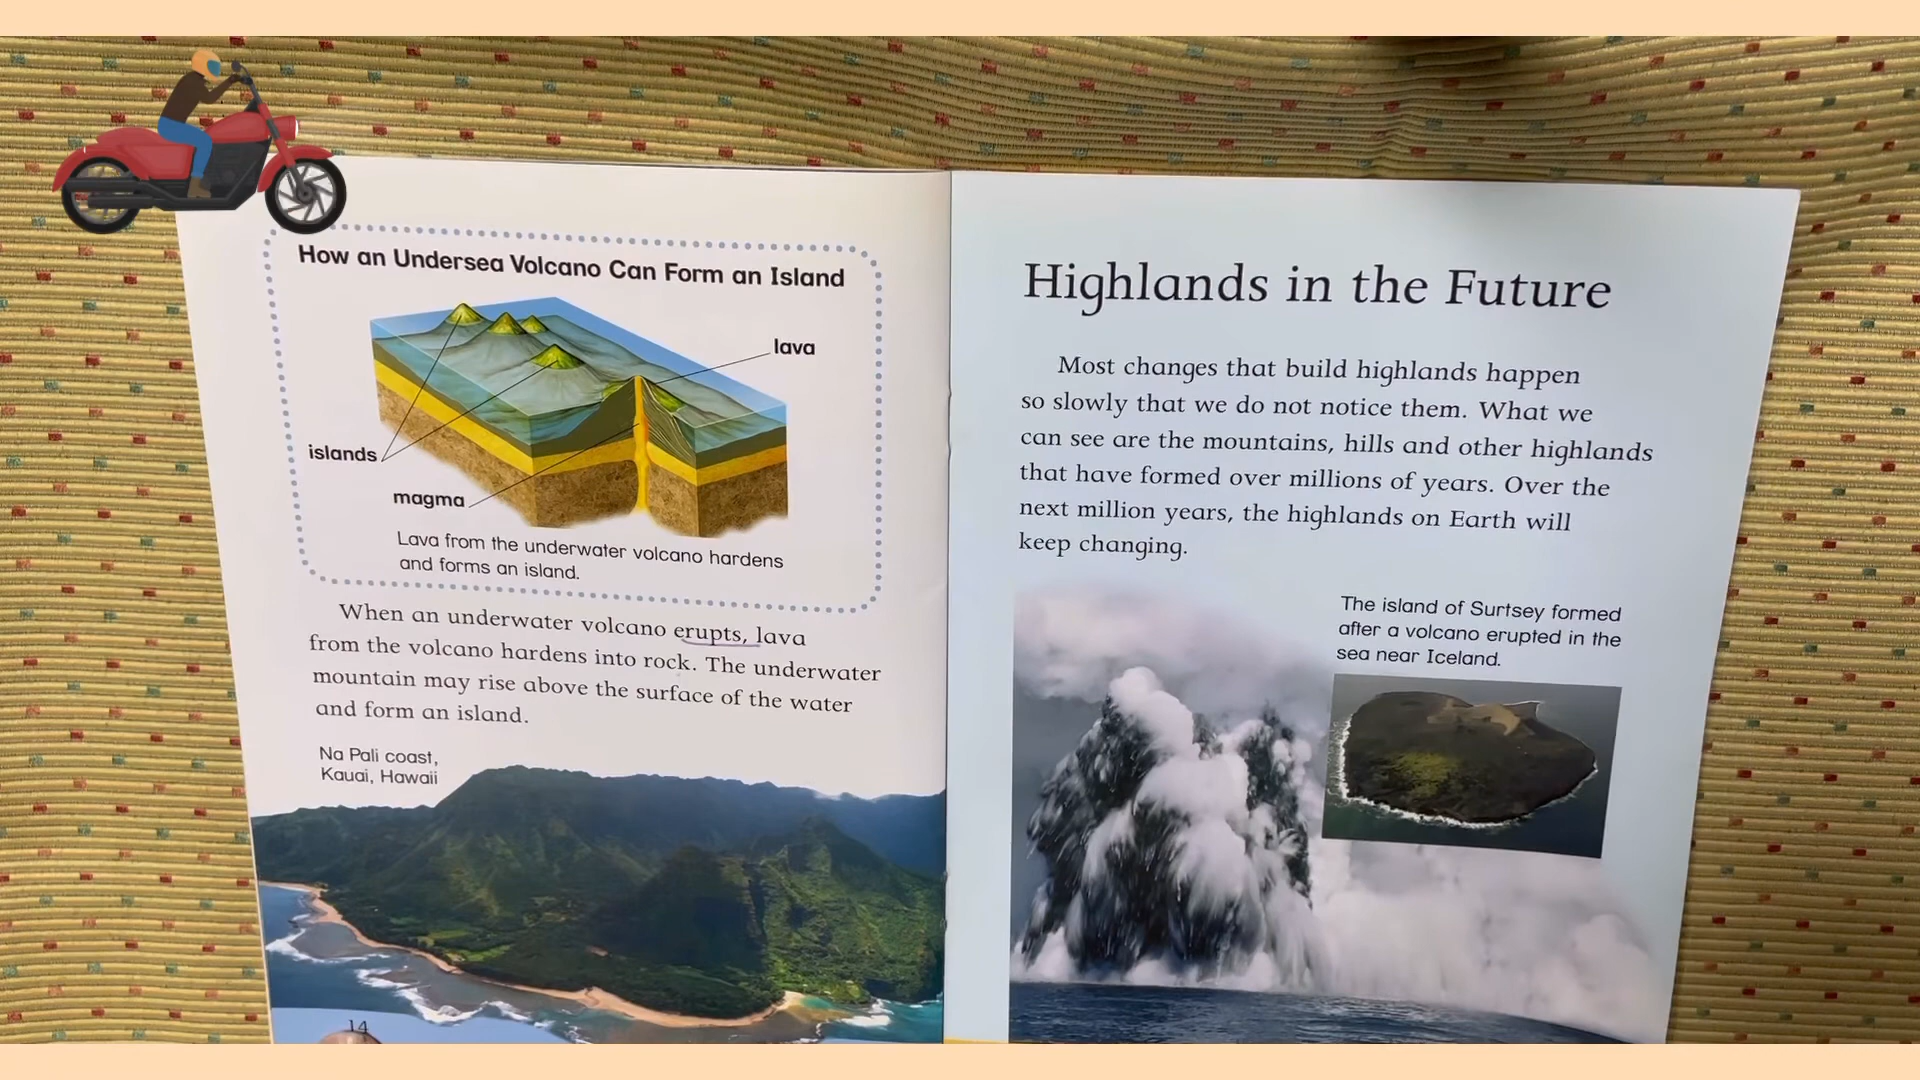 How an Undersea Volcano Can Form an Island
lava
islands
magma
Lava from the underwater volcano hardens
and forms an island.
When an underwater volcano erupts, lava
from the volcano hardens into rock. The underwater
mountain may rise above the surface of the water
and form an island.
Na Pali coast,
Kauai, Hawaii
14
Highlands in the Future
Most changes that build highlands happen
so slowly that we do not notice them. What we
can see are the mountains, hills and other highlands
that have formed over millions of years. Over the
next million years, the highlands on Earth will
keep changing.
The island of Surtsey formed
after a volcano erupted in the
sea near Iceland.